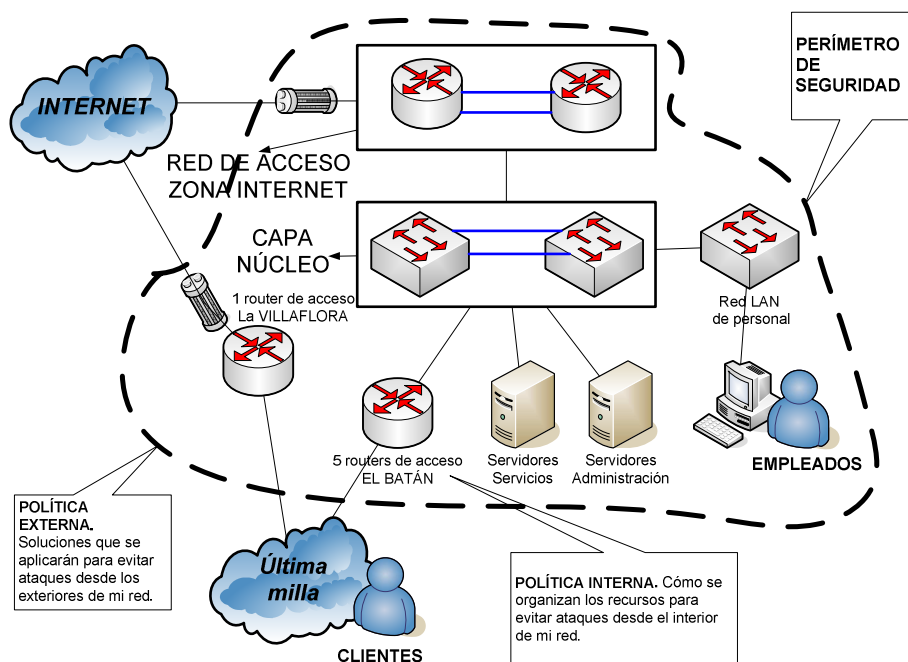 INTERNET
PERÍMETRO
DE
SEGURIDAD
RED DE ACCESO
ZONA INTERNET
CAPA
NÚCLEO
1 router de acceso
La VILLAFLORA
Red LAN
de personal
5 routers de acceso
EL BATÁN
Servidores
Servicios
Servidores
Administración
EMPLEADOS
POLÍTICA
EXTERNA.
Soluciones que se
aplicarán para evitar
ataques desde los
exteriores de mi red.
Última
milla
CLIENTES
POLÍTICA INTERNA. Cómo se
organizan los recursos para
evitar ataques desde el interior
de mi red.